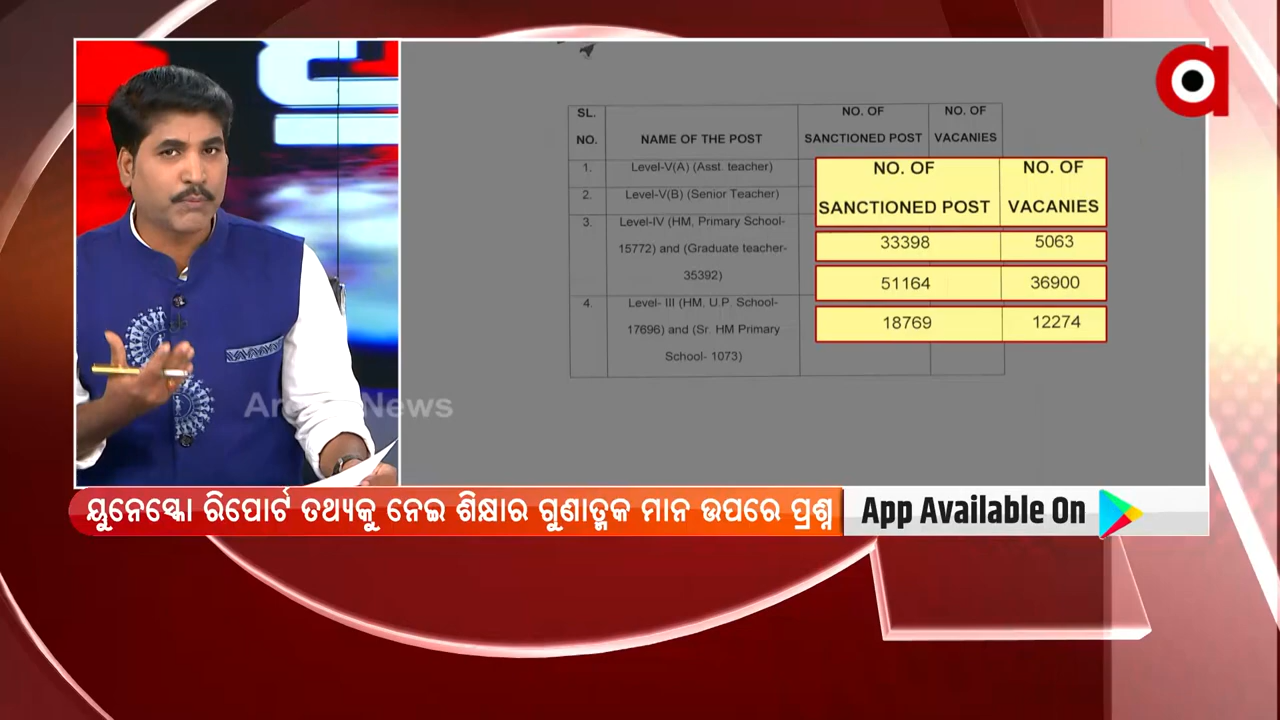 SL.
NO.
NAME OF THE POST
NO. OF
SANCTIONED POST
NO. OF
VACANCIES
1.
Level-V(A) (Asst. teacher)
2.
Level-V(B) (Senior Teacher)
3.
Level-IV (HM, Primary School-
15772) and (Graduate teacher-
35392)
4.
Level- III (HM, U.P. School-
17696) and (Sr. HM Primary
School- 1073)
NO. OF
SANCTIONED POST
NO. OF
VACANIES
33398
5063
51164
36900
18769
12274
News
ୟୁନେସ୍କୋ ରିପୋର୍ଟ ତଥ୍ୟକୁ ନେଇ ଶିକ୍ଷାର ଗୁଣାତ୍ମକ ମାନ ଉପରେ ପ୍ରଶ୍ନ
App Available On